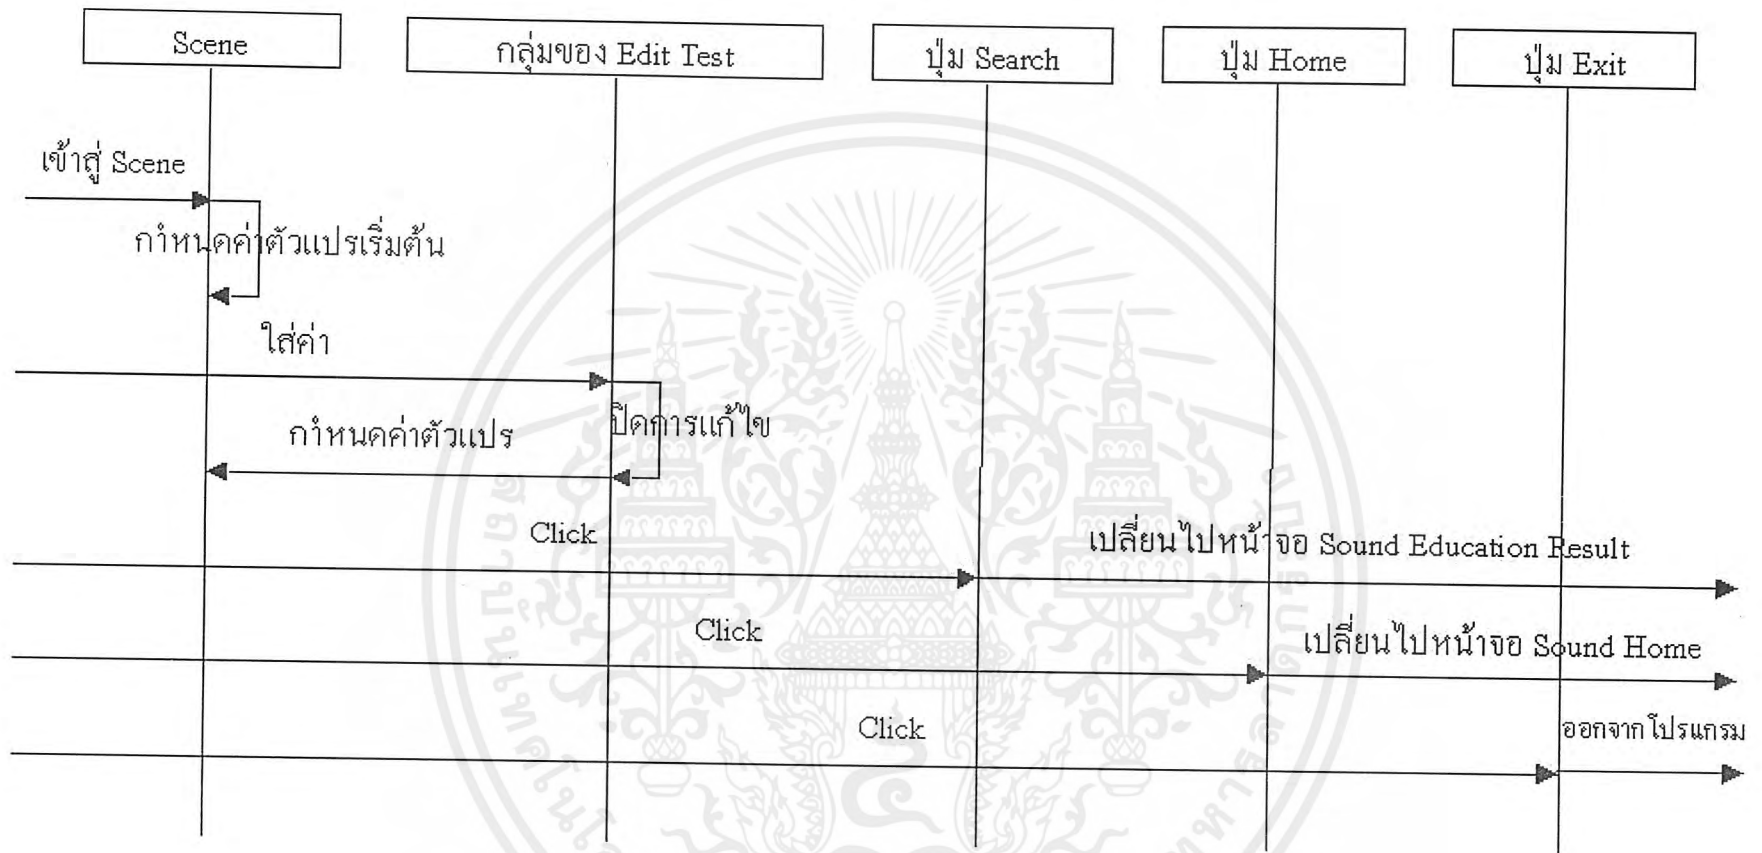 Scene
กลุ่มของ Edit Test
ปุ่ม Search
ปุ่ม Home
ปุ่ม Exit
เข้าสู่ Scene
กำหนดค่าตัวแปรเริ่มต้น
ใส่ค่า
กำหนดค่าตัวแปร
ปิดการแก้ไข
Click
เปลี่ยนไปหน้าจอ Sound Education Result
Click
เปลี่ยนไปหน้าจอ Sound Home
Click
ออกจากโปรแกรม